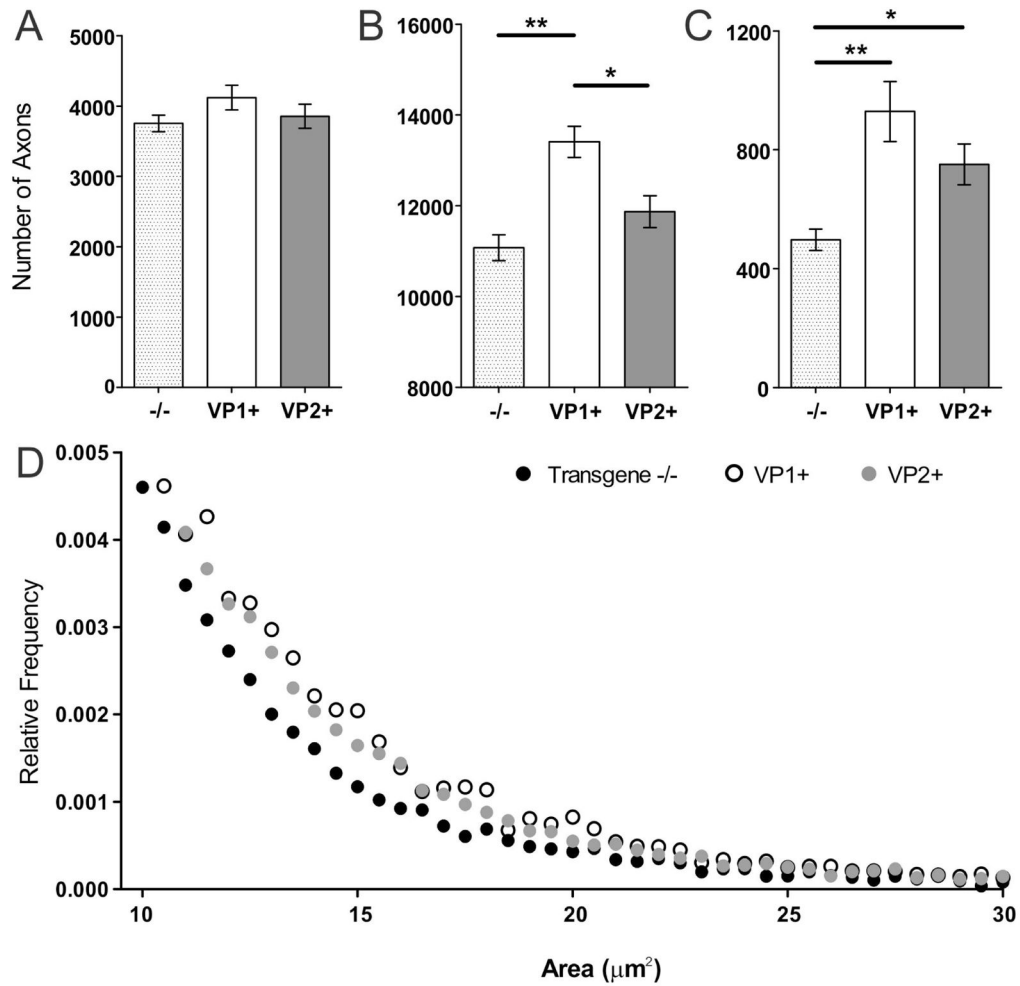 A
B
C
Number of Axons
5000
4000
3000
2000
1000
0
-/-
VP1+
VP2+
16000
14000
12000
10000
8000
**
*
-/-
VP1+
VP2+
1200
800
400
0
*
**
-/-
VP1+
VP2+
D
Relative Frequency
0.005
0.004
0.003
0.002
0.001
0.000
Transgene -/-
VP1+
VP2+
10
15
20
25
30
Area (μm²)